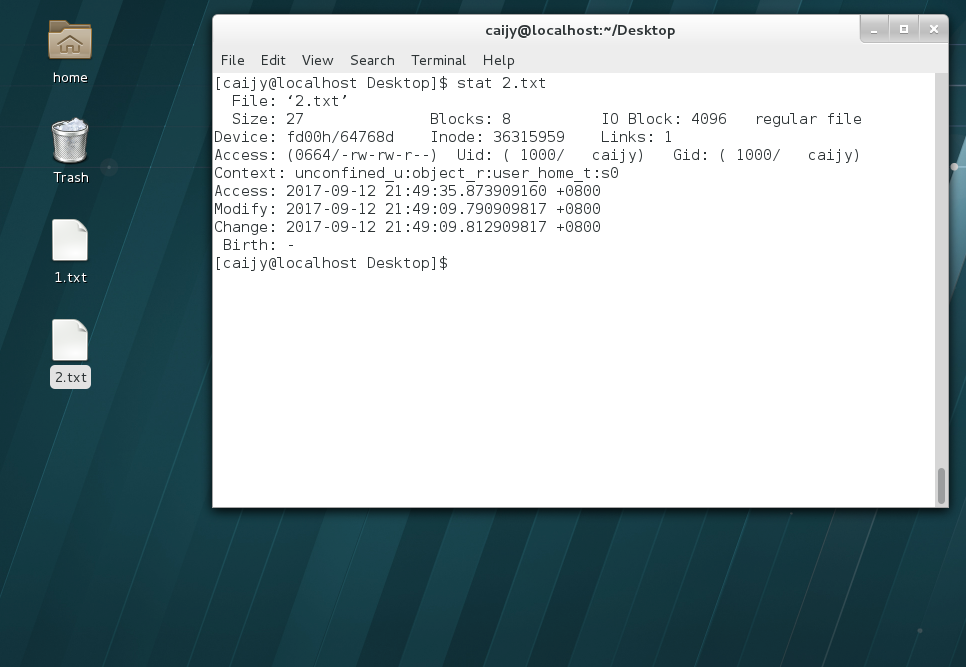 home
Trash
1.txt
2.txt
caijy@localhost:~/Desktop
File Edit View Search Terminal Help
[caijy@localhost Desktop]$ stat 2.txt
  File: ‘2.txt’
  Size: 27              Blocks: 8          IO Block: 4096   regular file
Device: fd00h/64768d    Inode: 36315959    Links: 1
Access: (0664/-rw-rw-r--)  Uid: ( 1000/   caijy)   Gid: ( 1000/   caijy)
Context: unconfined_u:object_r:user_home_t:s0
Access: 2017-09-12 21:49:35.873909160 +0800
Modify: 2017-09-12 21:49:09.790909817 +0800
Change: 2017-09-12 21:49:09.812909817 +0800
 Birth: -
[caijy@localhost Desktop]$